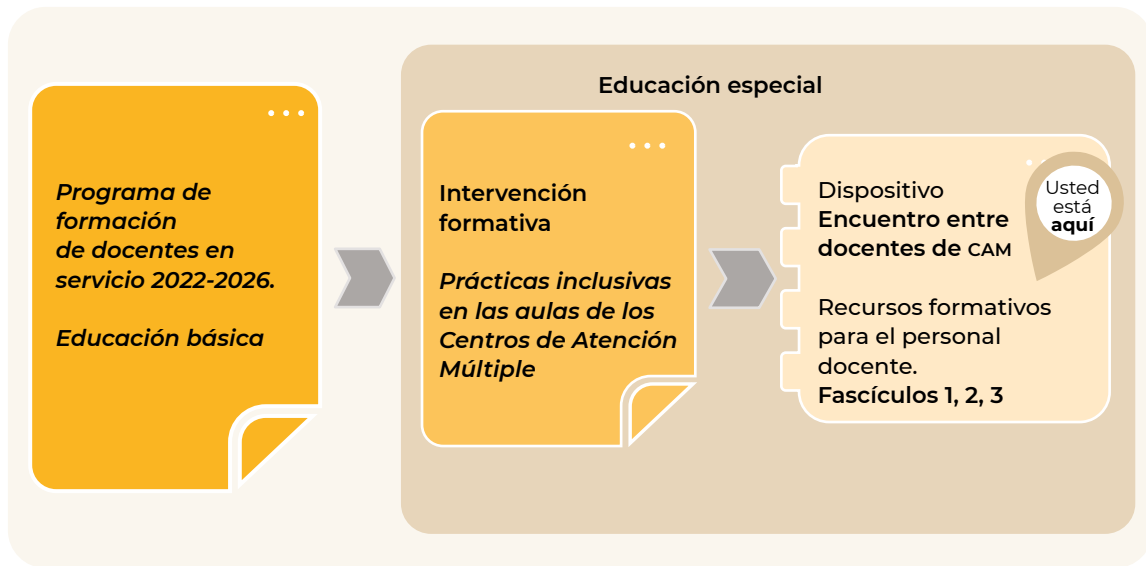 Educación especial
Programa de
formación
de docentes en
servicio 2022-2026.
Educación básica
Intervención
formativa
Prácticas inclusivas
en las aulas de los
Centros de Atención
Múltiple
Dispositivo
Encuentro entre
docentes de CAM
Recursos formativos
para el personal
docente.
Fascículos 1, 2, 3
Usted
está
aquí